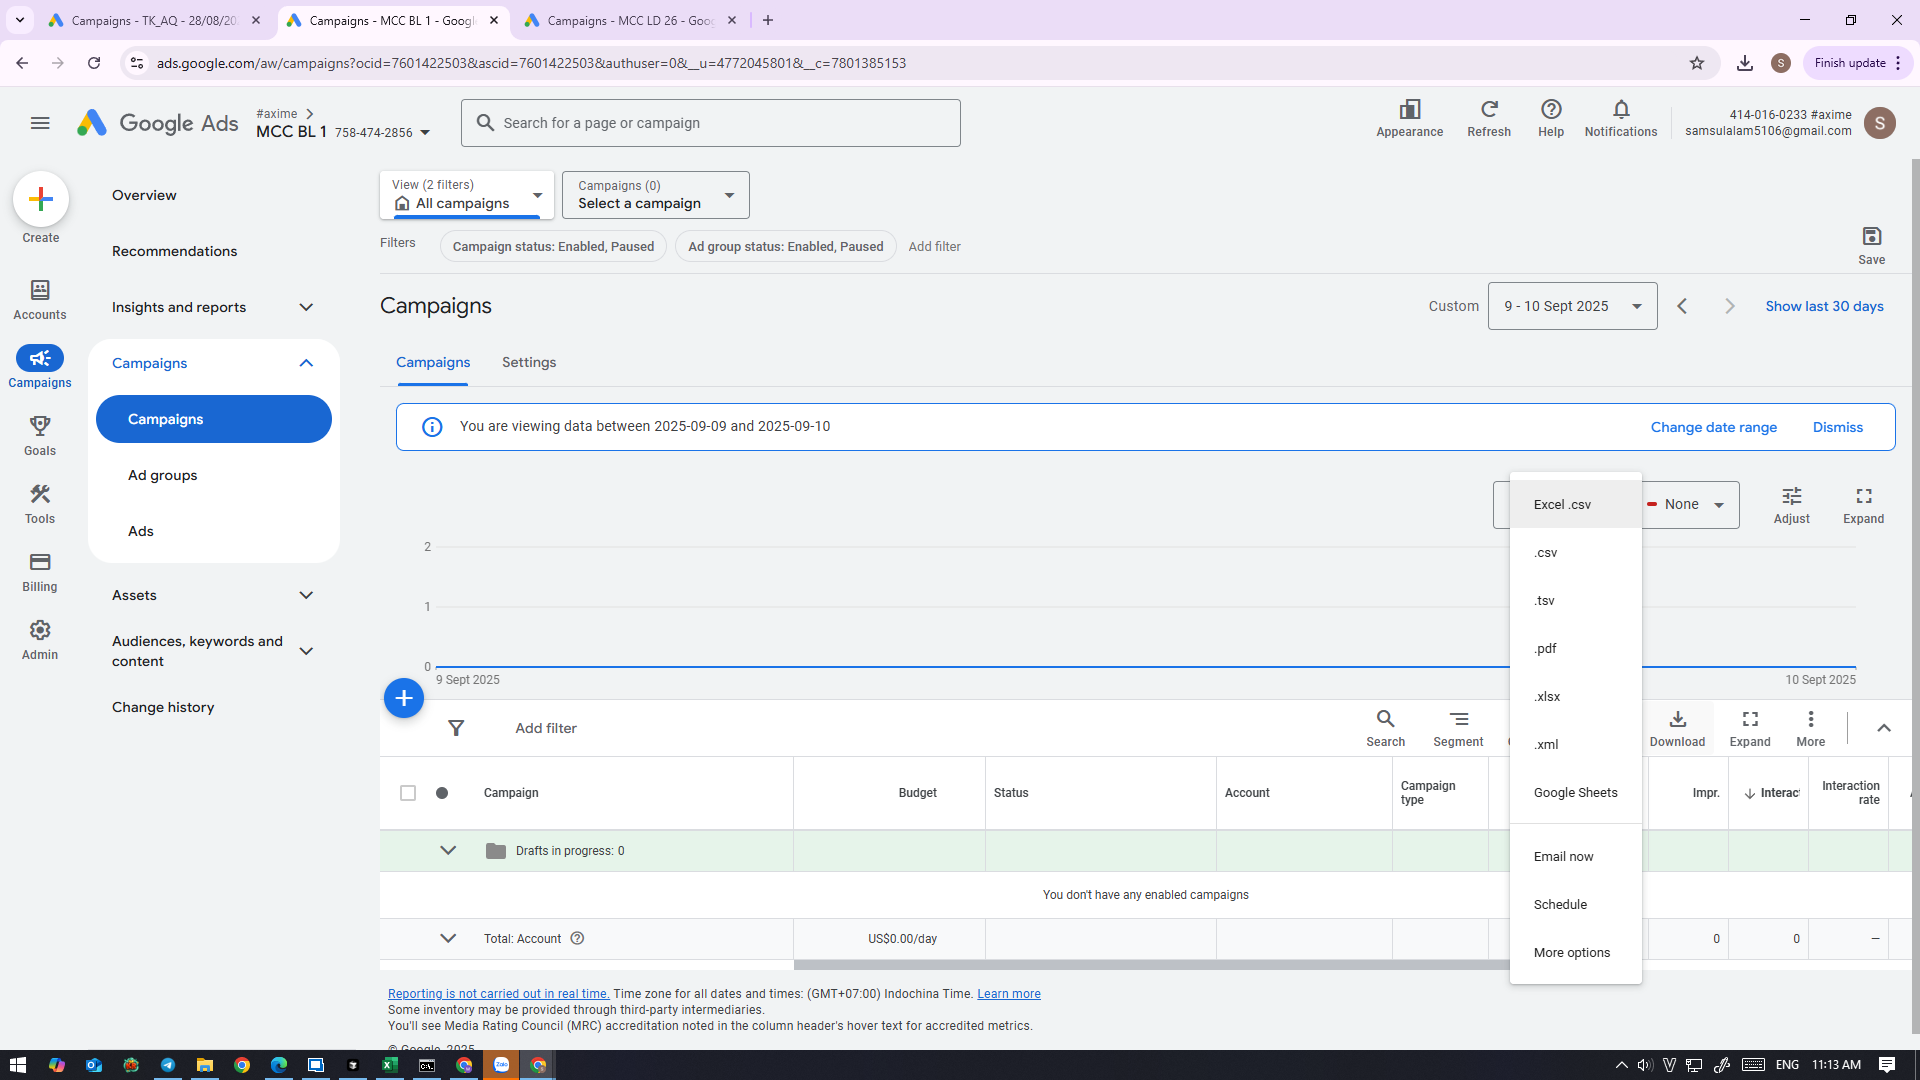 Campaigns - TK_AQ - 28/08/20
Campaigns - MCC BL 1 - Google
Campaigns - MCC LD 26 - Goo
ads.google.com/aw/campaigns?ocid=7601422503&ascid=7601422503&authuser=0&__u=4772045801&__c=7801385153
S
Finish update
Google Ads
#axime
MCC BL 1 758-474-2856
Search for a page or campaign
Appearance
Refresh
Help
Notifications
414-016-0233 #axime
samsulalam5106@gmail.com
S
Create
Accounts
Campaigns
Goals
Tools
Billing
Admin
Overview
Recommendations
Insights and reports
Campaigns
Campaigns
Ad groups
Ads
Assets
Audiences, keywords and
content
Change history
View (2 filters)
All campaigns
Campaigns (0)
Select a campaign
Filters
Campaign status: Enabled, Paused
Ad group status: Enabled, Paused
Add filter
Save
Campaigns
Custom
9 - 10 Sept 2025
Show last 30 days
Campaigns
Settings
You are viewing data between 2025-09-09 and 2025-09-10
Change date range
Dismiss
None
Adjust
Expand
2
1
0
9 Sept 2025
10 Sept 2025
Excel .csv
.csv
.tsv
.pdf
.xlsx
.xml
Google Sheets
Email now
Schedule
More options
Add filter
Search
Segment
Download
Expand
More
Campaign
Budget
Status
Account
Campaign
type
Impr.
Interac
Interaction
rate
Drafts in progress: 0
You don't have any enabled campaigns
Total: Account
US$0.00/day
0
0
—
Reporting is not carried out in real time. Time zone for all dates and times: (GMT+07:00) Indochina Time. Learn more
Some inventory may be provided through third-party intermediaries.
You'll see Media Rating Council (MRC) accreditation noted in the column header's hover text for accredited metrics.
© Google, 2025
Zalo
ENG
11:13 AM